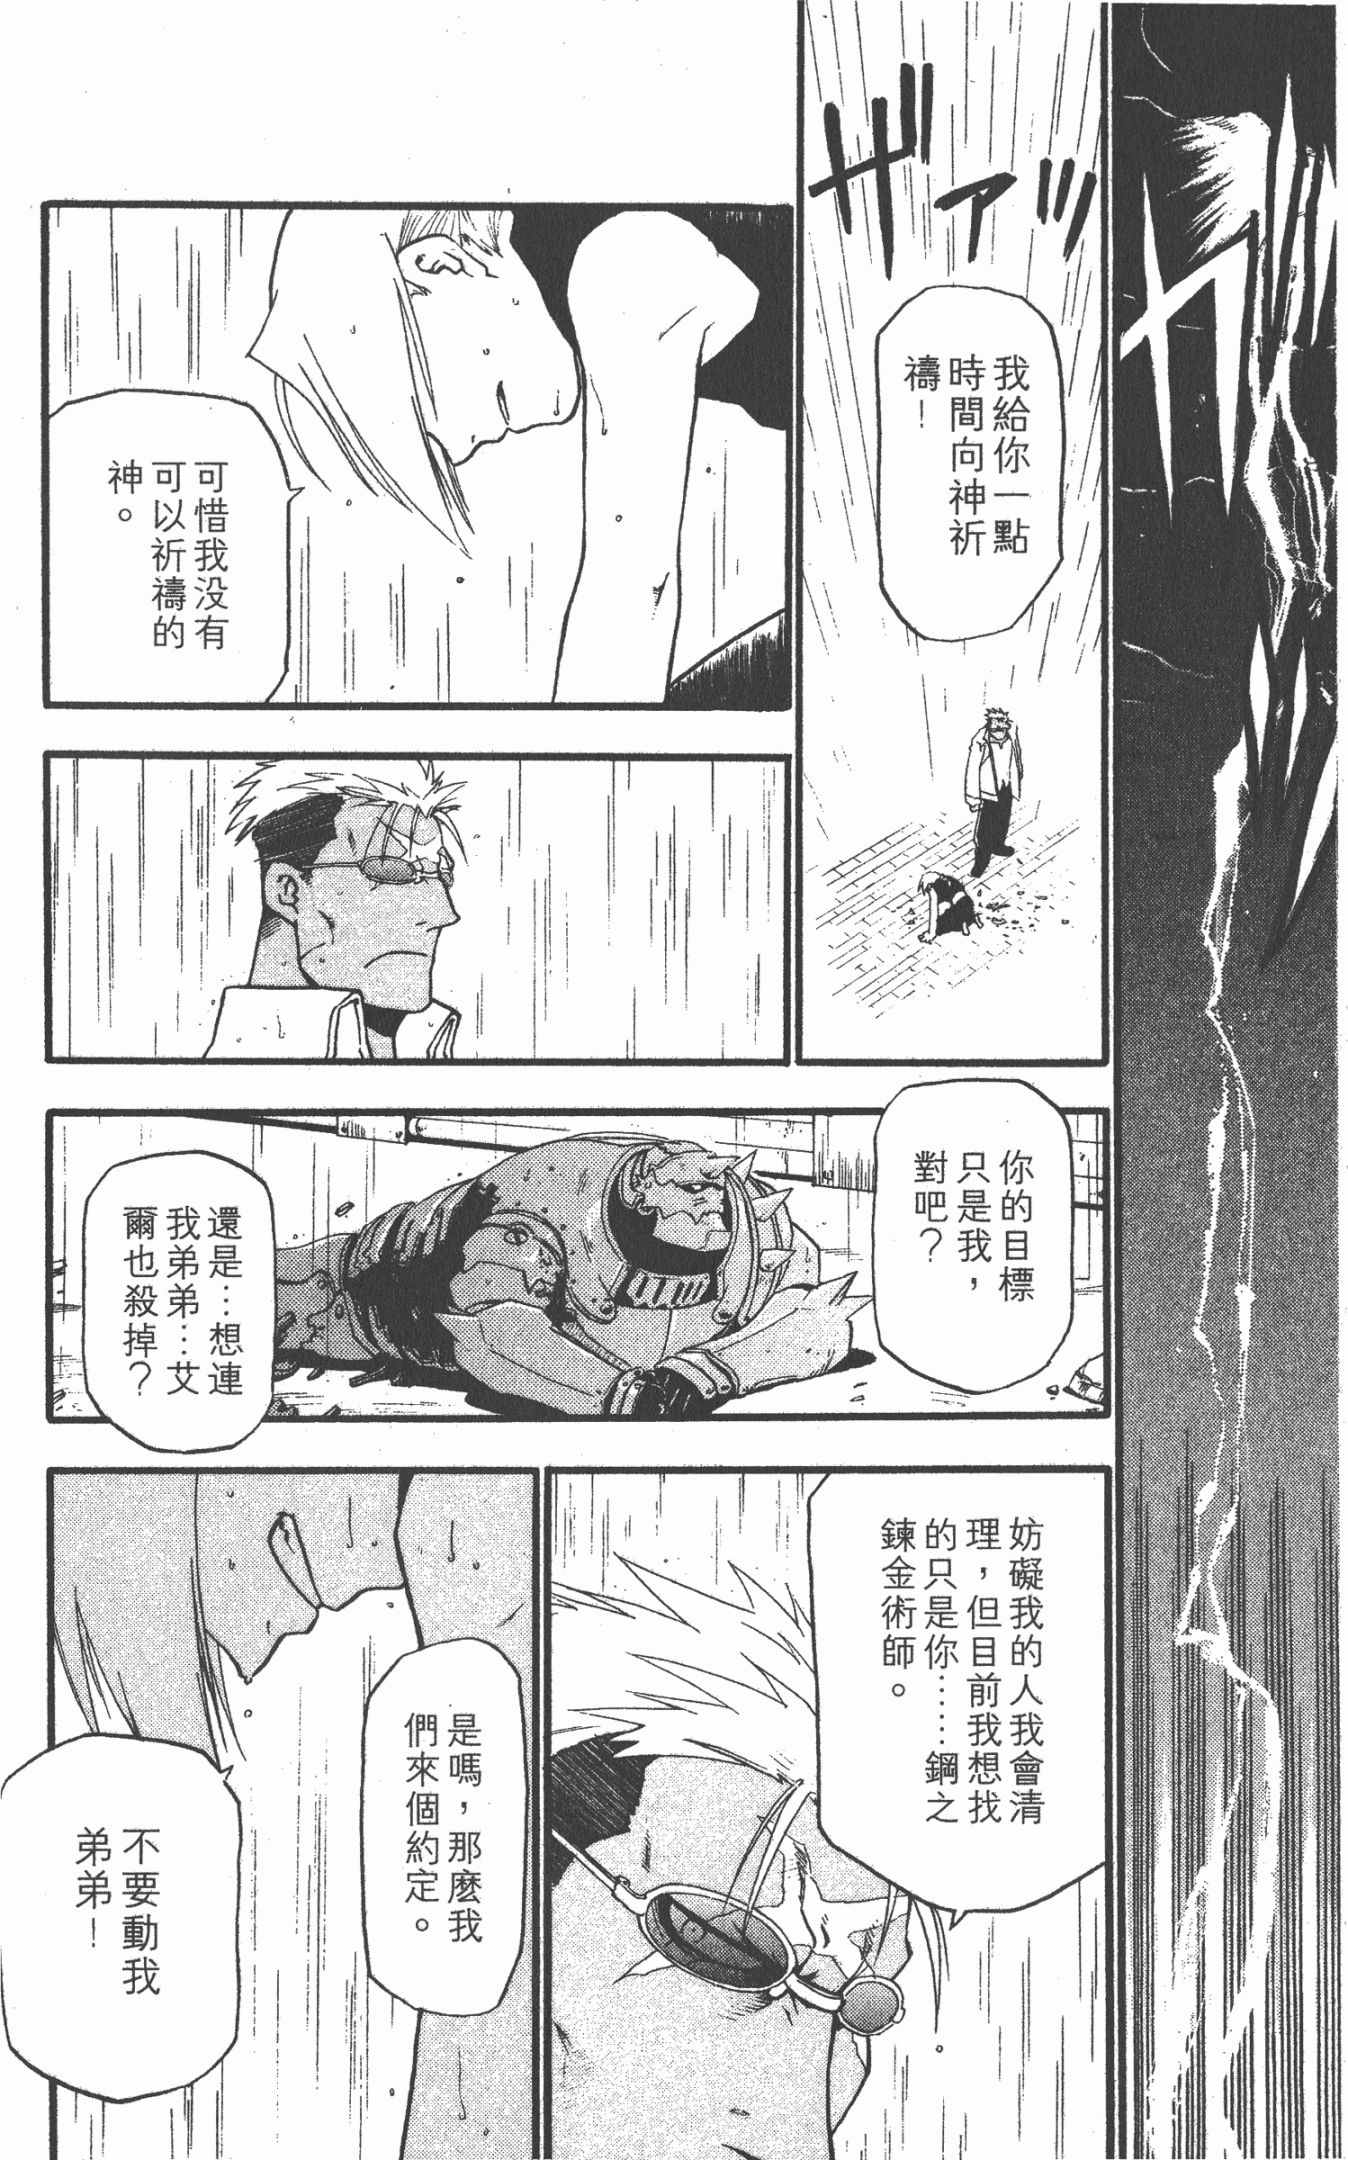 ザァッ
我給你一點
時間向神祈
禱！
可惜我没有
可以祈禱的
神。
你的目標
只是我，
對吧？
還是…想連
我弟弟…艾
爾也殺掉？
妨礙我的人我會清
理，但目前我想找
的只是你……鋼之
鍊金術師。
是嗎，那麼我
們來個約定。
不要動我
弟弟！